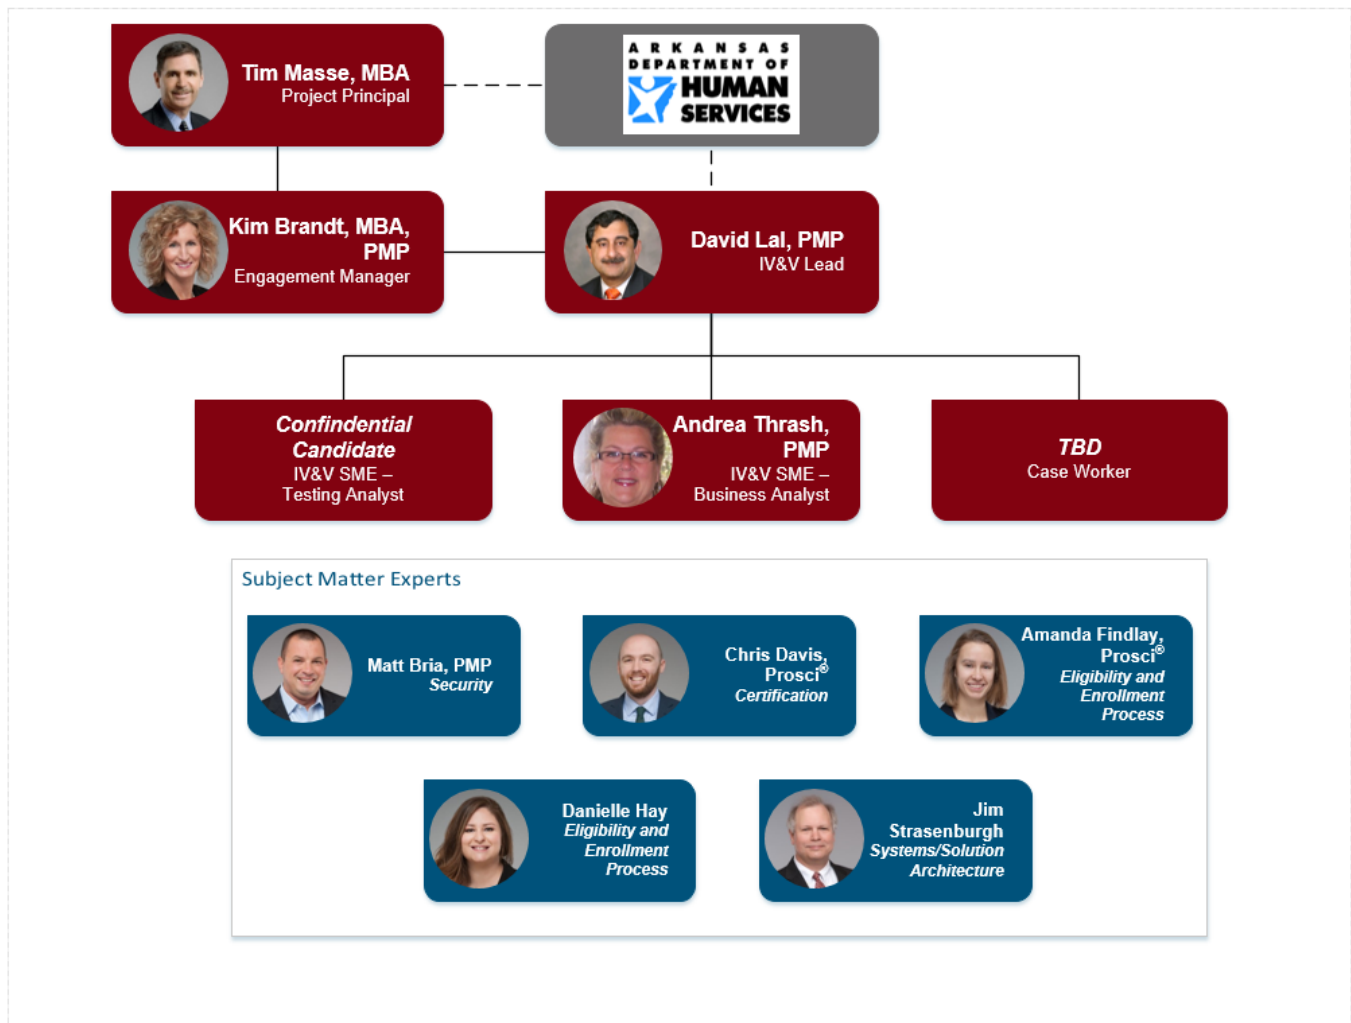 Tim Masse, MBA
Project Principal
ARKANSAS
DEPARTMENT OF
HUMAN
SERVICES
Kim Brandt, MBA,
PMP
Engagement Manager
David Lal, PMP
IV&V Lead
Confindential
Candidate
IV&V SME –
Testing Analyst
Andrea Thrash,
PMP
IV&V SME –
Business Analyst
TBD
Case Worker
Subject Matter Experts
Matt Bria, PMP
Security
Chris Davis,
Prosci®
Certification
Amanda Findlay,
Prosci®
Eligibility and
Enrollment
Process
Danielle Hay
Eligibility and
Enrollment
Process
Jim
Strasenburgh
Systems/Solution
Architecture